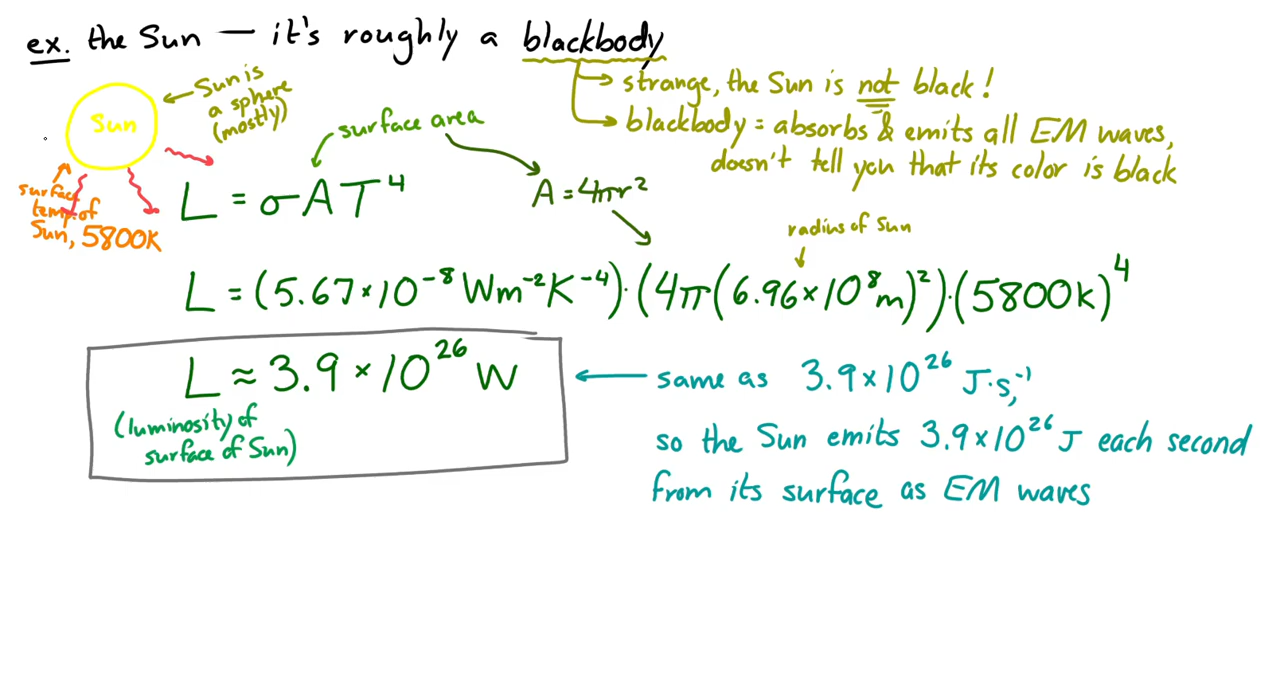 ex. the Sun — it's roughly a blackbody
strange, the Sun is not black!
blackbody = absorbs & emits all EM waves,
doesn't tell you that its color is black
Sun is
a sphere
(mostly)
Sun
surface
temp. of
Sun, 5800K
surface area
L = σAT⁴
A = 4πr²
radius of Sun
L = (5.67×10⁻⁸ Wm⁻²K⁻⁴)·(4π(6.96×10⁸m)²)·(5800K)⁴
L ≈ 3.9×10²⁶ W
(luminosity of
surface of Sun)
same as 3.9×10²⁶ J·s⁻¹,
so the Sun emits 3.9×10²⁶ J each second
from its surface as EM waves